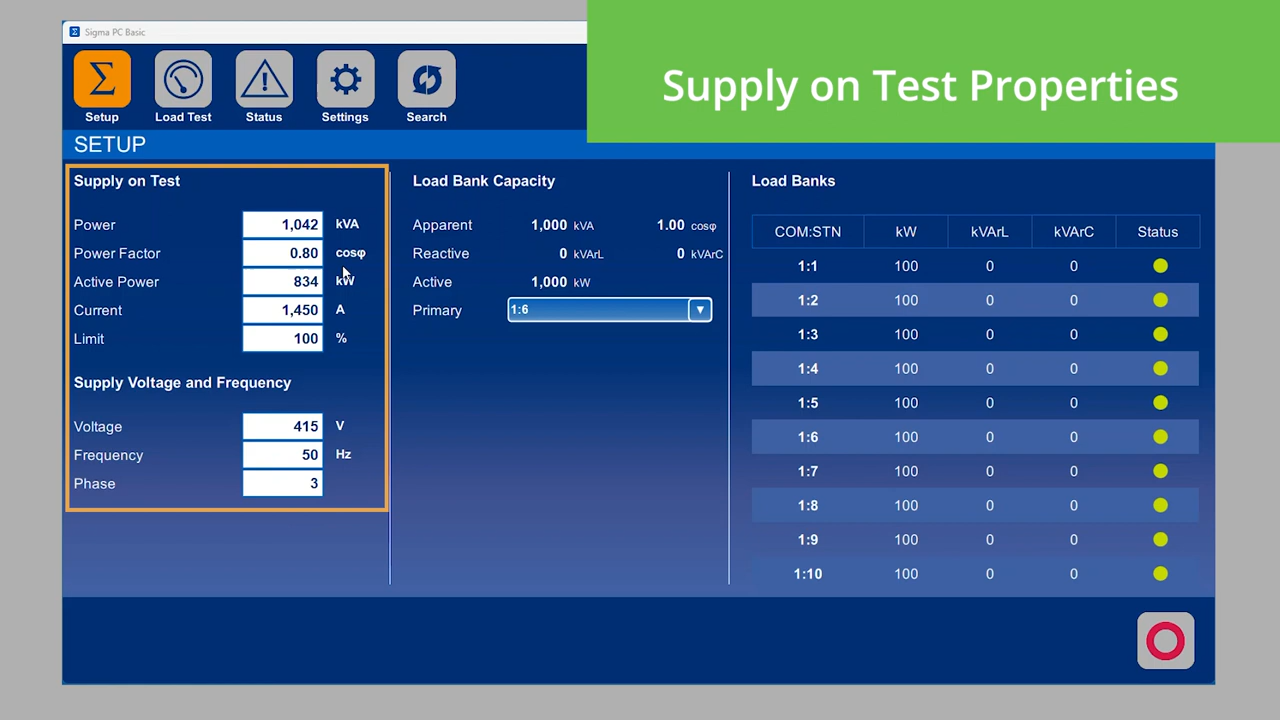 Sigma PC Basic
Supply on Test Properties
Setup
Load Test
Status
Settings
Search
SETUP
Supply on Test
Power 1,042 kVA
Power Factor 0.80 cosφ
Active Power 834 kW
Current 1,450 A
Limit 100 %
Supply Voltage and Frequency
Voltage 415 V
Frequency 50 Hz
Phase 3
Load Bank Capacity
Apparent 1,000 kVA 1.00 cosφ
Reactive 0 kVArL 0 kVArC
Active 1,000 kW
Primary 1:6
Load Banks
COM:STN kW kVArL kVArC Status
1:1 100 0 0
1:2 100 0 0
1:3 100 0 0
1:4 100 0 0
1:5 100 0 0
1:6 100 0 0
1:7 100 0 0
1:8 100 0 0
1:9 100 0 0
1:10 100 0 0